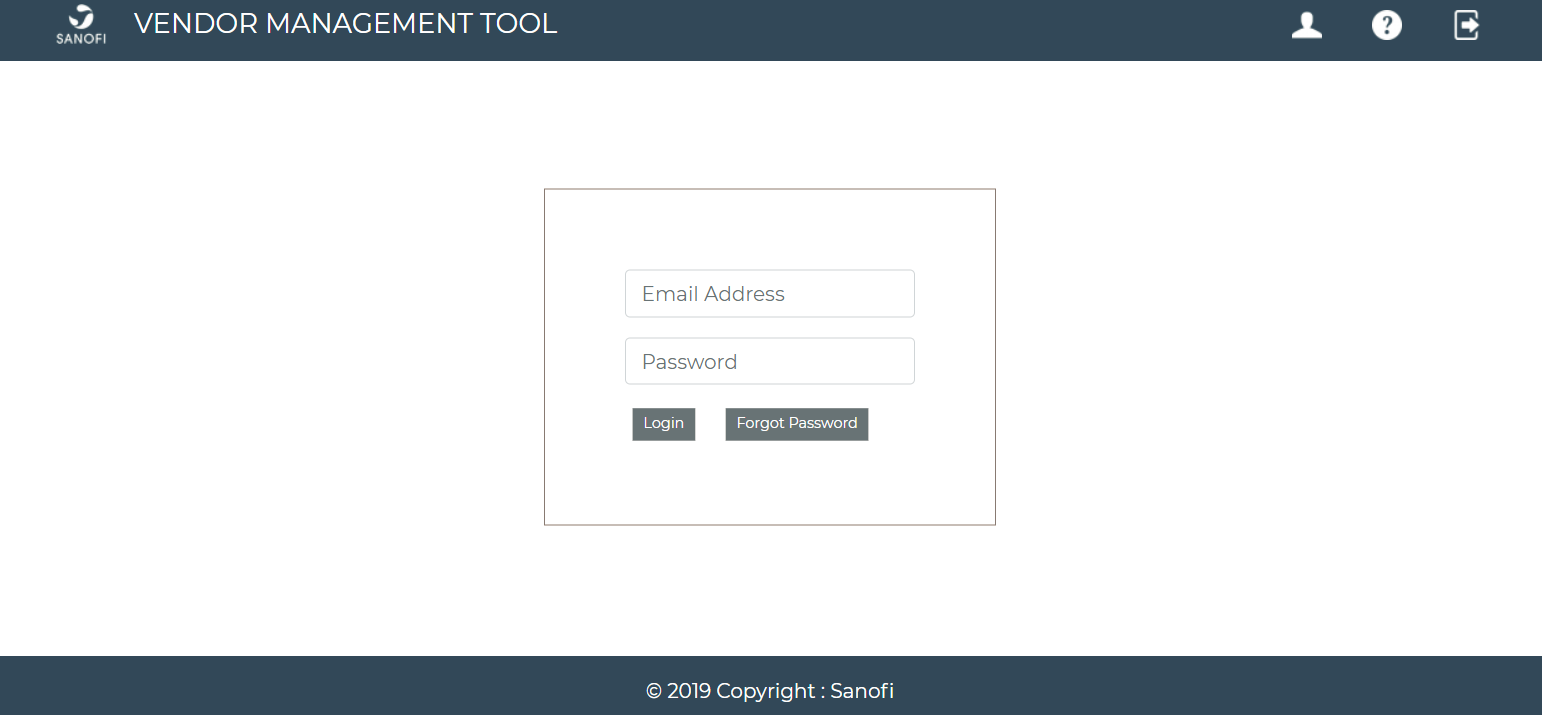 SANOFI
VENDOR MANAGEMENT TOOL
?
Email Address
Password
Login
Forgot Password
© 2019 Copyright : Sanofi